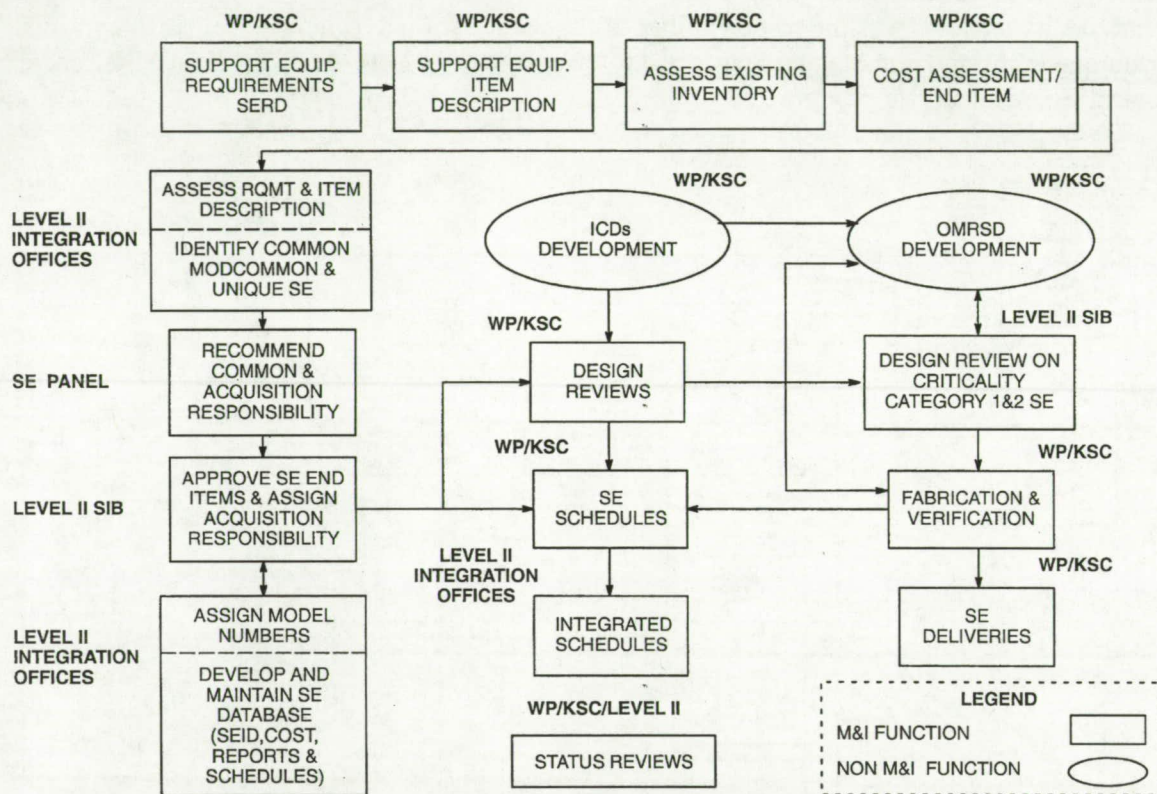 WP/KSC
WP/KSC
WP/KSC
WP/KSC
SUPPORT EQUIP.
REQUIREMENTS
SERD
SUPPORT EQUIP.
ITEM
DESCRIPTION
ASSESS EXISTING
INVENTORY
COST ASSESSMENT/
END ITEM
LEVEL II
INTEGRATION
OFFICES
ASSESS RQMT & ITEM
DESCRIPTION
IDENTIFY COMMON
MODCOMMON &
UNIQUE SE
WP/KSC
ICDs
DEVELOPMENT
WP/KSC
OMRSD
DEVELOPMENT
SE PANEL
RECOMMEND
COMMON &
ACQUISITION
RESPONSIBILITY
WP/KSC
DESIGN
REVIEWS
LEVEL II SIB
DESIGN REVIEW ON
CRITICALITY
CATEGORY 1&2 SE
LEVEL II SIB
APPROVE SE END
ITEMS & ASSIGN
ACQUISITION
RESPONSIBILITY
WP/KSC
SE
SCHEDULES
WP/KSC
FABRICATION &
VERIFICATION
LEVEL II
INTEGRATION
OFFICES
ASSIGN MODEL
NUMBERS
DEVELOP AND
MAINTAIN SE
DATABASE
(SEID,COST,
REPORTS &
SCHEDULES)
LEVEL II
INTEGRATION
OFFICES
INTEGRATED
SCHEDULES
WP/KSC
SE
DELIVERIES
WP/KSC/LEVEL II
STATUS REVIEWS
LEGEND
M&I FUNCTION
NON M&I FUNCTION